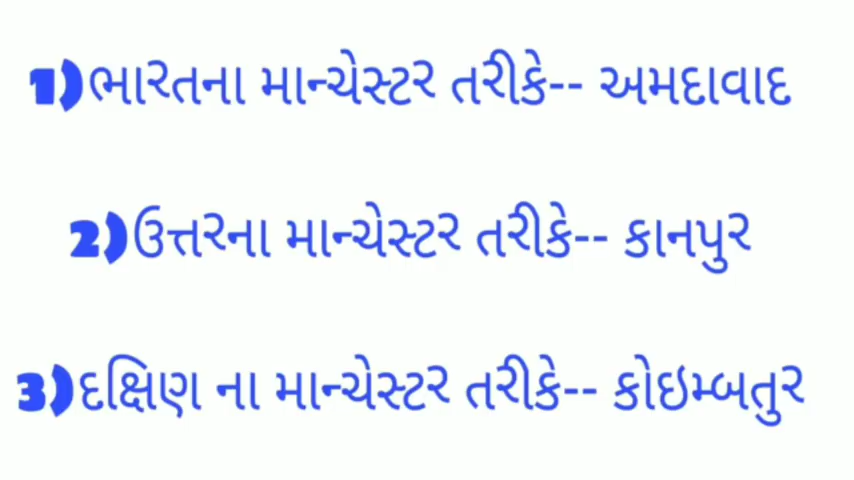 1)ભારતના માન્ચેસ્ટર તરીકે-- અમદાવાદ
2)ઉત્તરના માન્ચેસ્ટર તરીકે-- કાનપુર
3)દક્ષિણ ના માન્ચેસ્ટર તરીકે-- કોઇમ્બતુર